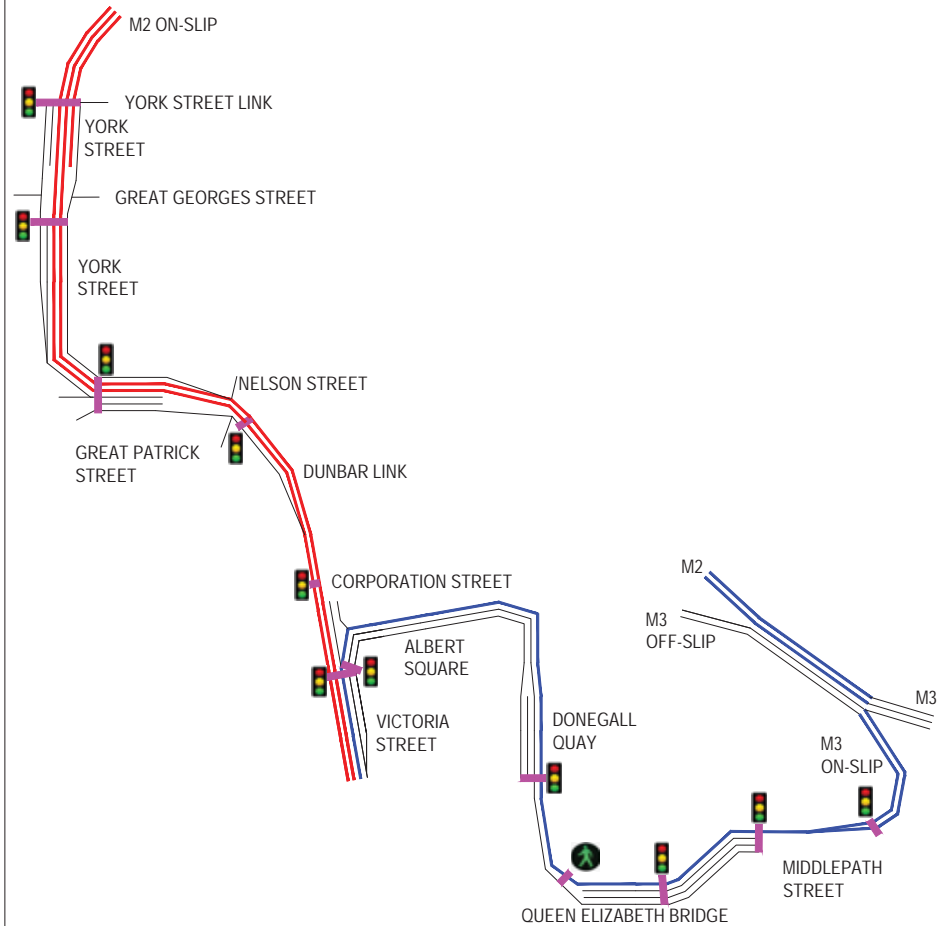 M2 ON-SLIP
YORK STREET LINK
YORK
STREET
GREAT GEORGES STREET
YORK
STREET
NELSON STREET
GREAT PATRICK
STREET
DUNBAR LINK
CORPORATION STREET
ALBERT
SQUARE
VICTORIA
STREET
M2
M3
OFF-SLIP
M3
DONEGALL
QUAY
M3
ON-SLIP
MIDDLEPATH
STREET
QUEEN ELIZABETH BRIDGE